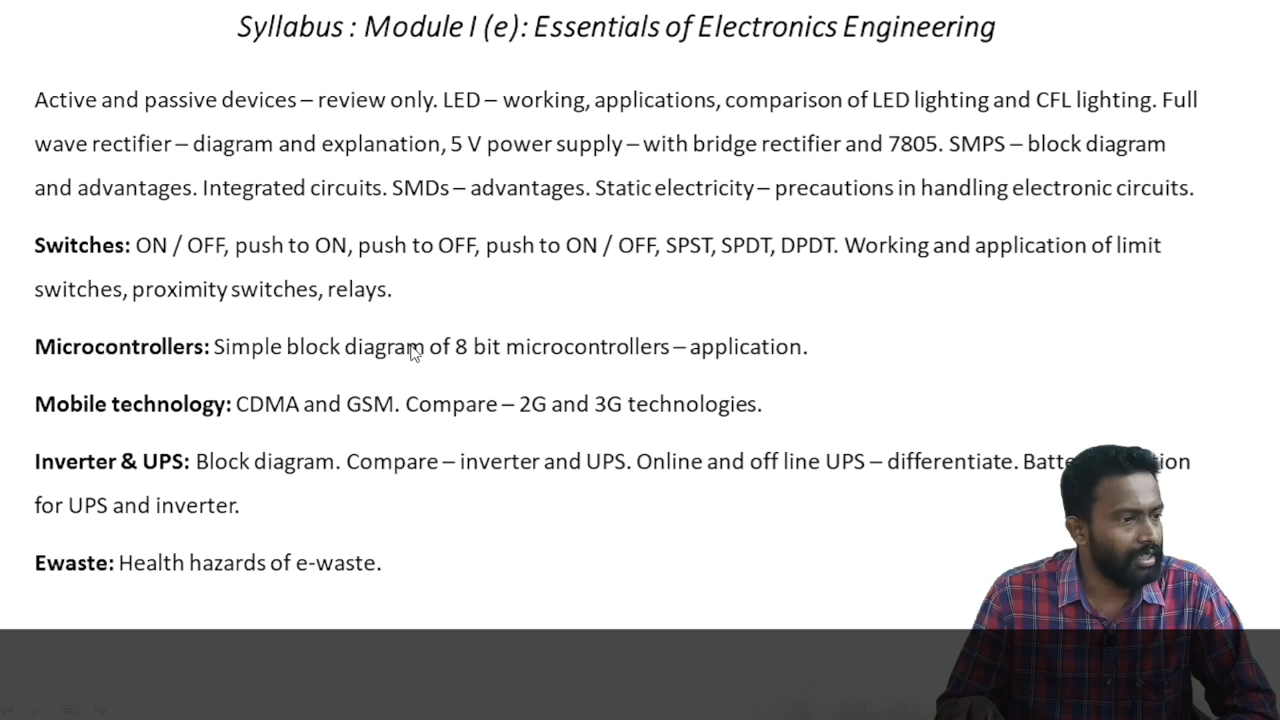 Syllabus : Module I (e): Essentials of Electronics Engineering
Active and passive devices – review only. LED – working, applications, comparison of LED lighting and CFL lighting. Full
wave rectifier – diagram and explanation, 5 V power supply – with bridge rectifier and 7805. SMPS – block diagram
and advantages. Integrated circuits. SMDs – advantages. Static electricity – precautions in handling electronic circuits.
Switches: ON / OFF, push to ON, push to OFF, push to ON / OFF, SPST, SPDT, DPDT. Working and application of limit
switches, proximity switches, relays.
Microcontrollers: Simple block diagram of 8 bit microcontrollers – application.
Mobile technology: CDMA and GSM. Compare – 2G and 3G technologies.
Inverter & UPS: Block diagram. Compare – inverter and UPS. Online and off line UPS – differentiate.
for UPS and inverter.
Ewaste: Health hazards of e-waste.